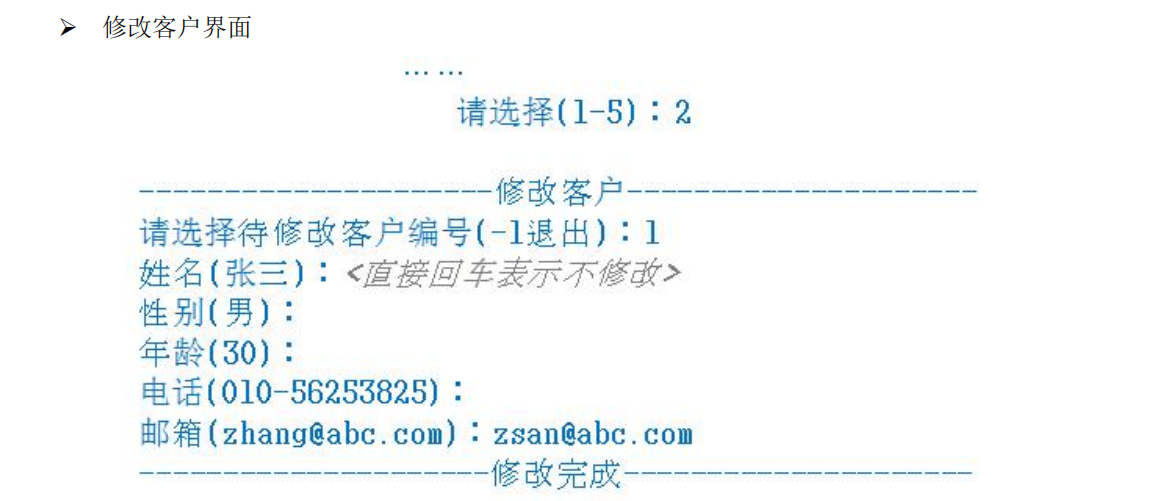 ➢ 修改客户界面
……
请选择(1-5)：2
---------------------修改客户---------------------
请选择待修改客户编号(-1退出)：1
姓名(张三)：<直接回车表示不修改>
性别(男)：
年龄(30)：
电话(010-56253825)：
邮箱(zhang@abc.com)：zsan@abc.com
---------------------修改完成---------------------